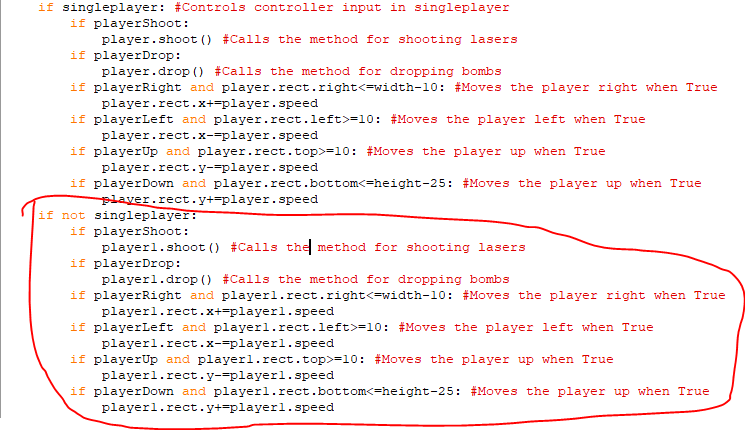 if singleplayer: #Controls controller input in singleplayer
if playerShoot:
player.shoot() #Calls the method for shooting lasers
if playerDrop:
player.drop() #Calls the method for dropping bombs
if playerRight and player.rect.right<=width-10: #Moves the player right when True
player.rect.x+=player.speed
if playerLeft and player.rect.left>=10: #Moves the player left when True
player.rect.x-=player.speed
if playerUp and player.rect.top>=10: #Moves the player up when True
player.rect.y-=player.speed
if playerDown and player.rect.bottom<=height-25: #Moves the player up when True
player.rect.y+=player.speed
if not singleplayer:
if playerShoot:
player1.shoot() #Calls the method for shooting lasers
if playerDrop:
player1.drop() #Calls the method for dropping bombs
if playerRight and player1.rect.right<=width-10: #Moves the player right when True
player1.rect.x+=player1.speed
if playerLeft and player1.rect.left>=10: #Moves the player left when True
player1.rect.x-=player1.speed
if playerUp and player1.rect.top>=10: #Moves the player up when True
player1.rect.y-=player1.speed
if playerDown and player1.rect.bottom<=height-25: #Moves the player up when True
player1.rect.y+=player1.speed